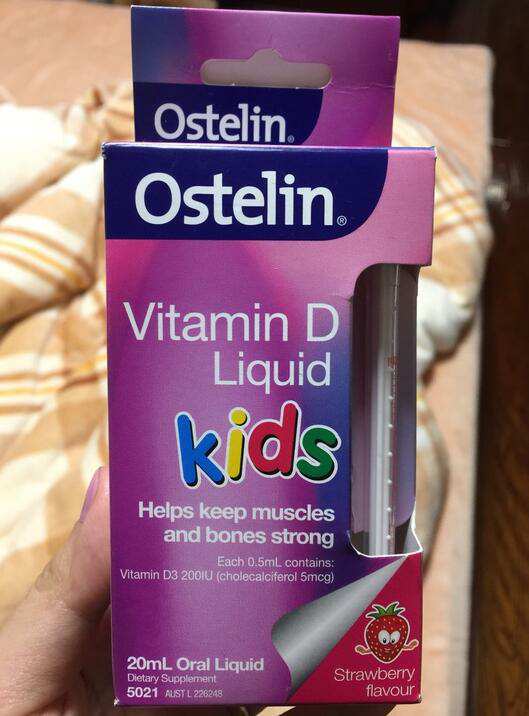 Ostelin®
Ostelin®
Vitamin D
Liquid
kids
Helps keep muscles
and bones strong
Each 0.5mL contains:
Vitamin D3 200IU (cholecalciferol 5mcg)
20mL Oral Liquid
Dietary Supplement
5021 AUST L 226248
Strawberry
flavour